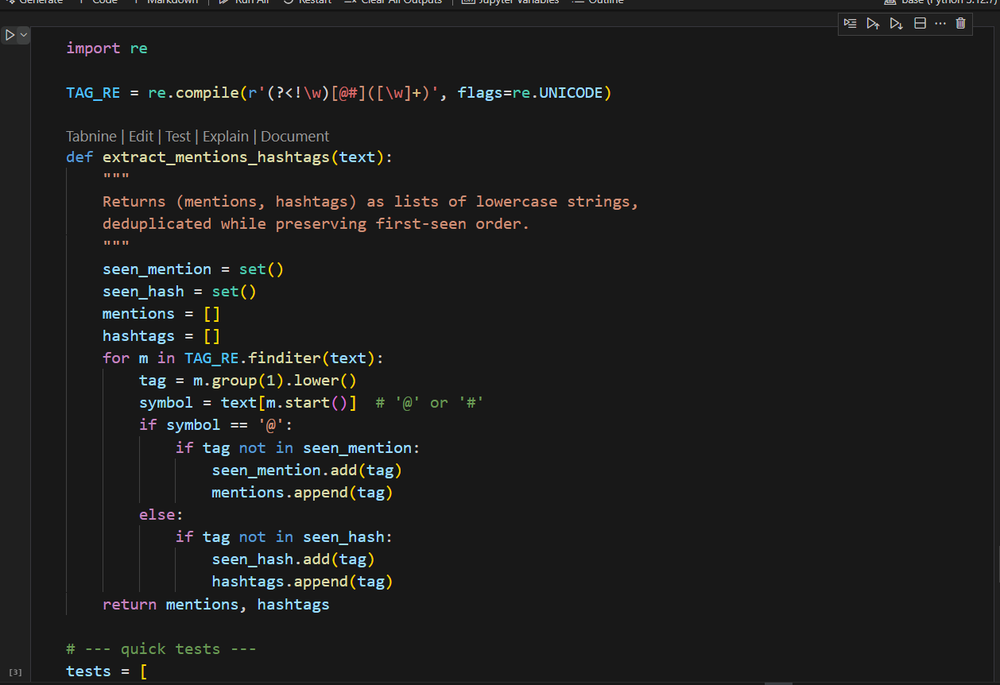 Generate + Code + Markdown | Run All Restart Clear All Outputs | Jupyter Variables Outline base (Python 3.12.7)
import re
TAG_RE = re.compile(r'(?<!\w)[@#]([\w]+)', flags=re.UNICODE)
Tabnine | Edit | Test | Explain | Document
def extract_mentions_hashtags(text):
"""
Returns (mentions, hashtags) as lists of lowercase strings,
deduplicated while preserving first-seen order.
"""
seen_mention = set()
seen_hash = set()
mentions = []
hashtags = []
for m in TAG_RE.finditer(text):
tag = m.group(1).lower()
symbol = text[m.start()]  # '@' or '#'
if symbol == '@':
if tag not in seen_mention:
seen_mention.add(tag)
mentions.append(tag)
else:
if tag not in seen_hash:
seen_hash.add(tag)
hashtags.append(tag)
return mentions, hashtags
# --- quick tests ---
[3]
tests = [